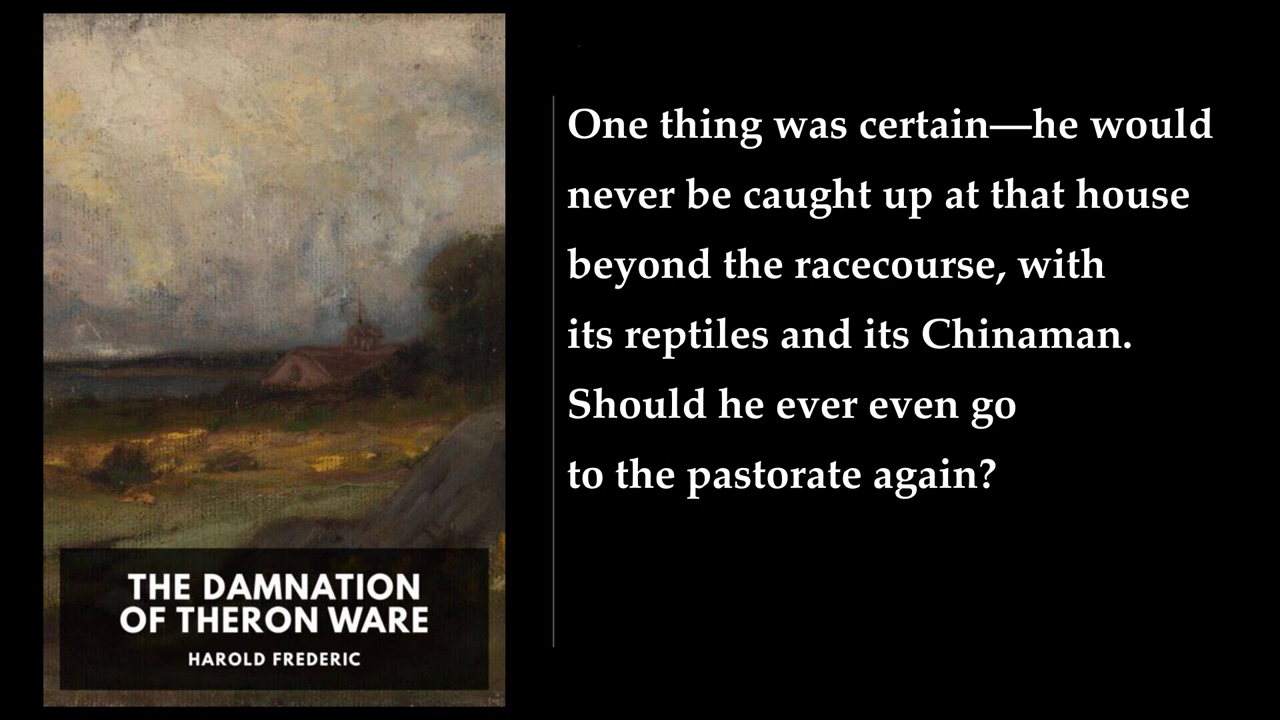 One thing was certain—he would
never be caught up at that house
beyond the racecourse, with
its reptiles and its Chinaman.
Should he ever even go
to the pastorate again?
THE DAMNATION
OF THERON WARE
HAROLD FREDERIC